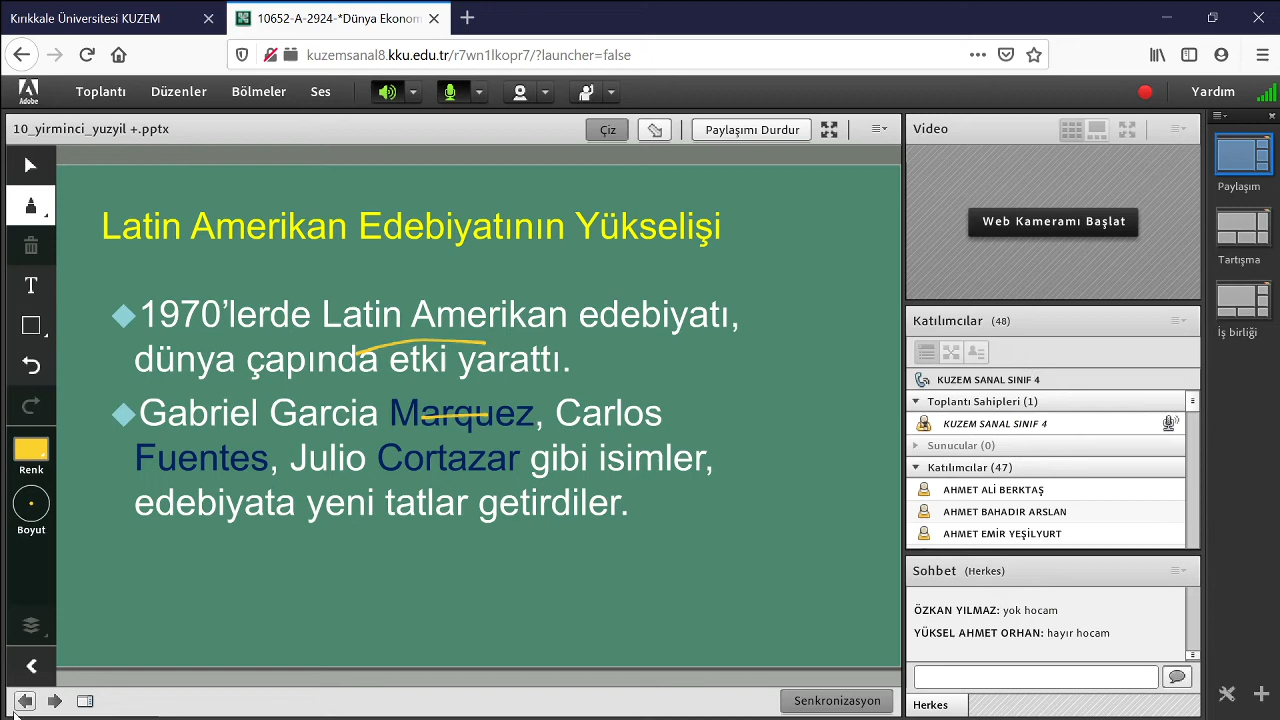 Kırıkkale Üniversitesi KUZEM
10652-A-2924-*Dünya Ekonom
kuzemsanal8.kku.edu.tr/r7wn1lkopr7/?launcher=false
Adobe
Toplantı
Düzenler
Bölmeler
Ses
Yardım
10_yirminci_yuzyil +.pptx
Çiz
Paylaşımı Durdur
Latin Amerikan Edebiyatının Yükselişi
1970’lerde Latin Amerikan edebiyatı,
dünya çapında etki yarattı.
Gabriel Garcia Marquez, Carlos
Fuentes, Julio Cortazar gibi isimler,
edebiyata yeni tatlar getirdiler.
T
Renk
Boyut
Senkronizasyon
Video
Web Kameramı Başlat
Katılımcılar (48)
KUZEM SANAL SINIF 4
Toplantı Sahipleri (1)
KUZEM SANAL SINIF 4
Sunucular (0)
Katılımcılar (47)
AHMET ALİ BERKTAŞ
AHMET BAHADIR ARSLAN
AHMET EMİR YEŞİLYURT
Sohbet (Herkes)
ÖZKAN YILMAZ: yok hocam
YÜKSEL AHMET ORHAN: hayır hocam
Herkes
Paylaşım
Tartışma
İş birliği